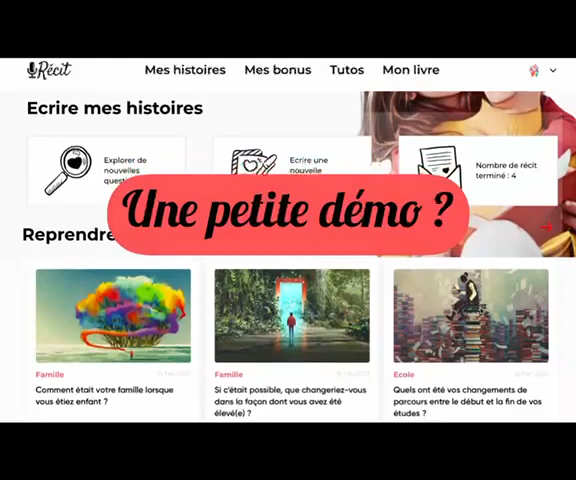 Récit
Mes histoires Mes bonus Tutos Mon livre
Ecrire mes histoires
Explorer de
nouvelles
Ecrire une
nouvelle
Nombre de récit
terminé : 4
Une petite démo ?
Reprendre
Famille
Comment était votre famille lorsque
vous étiez enfant ?
Famille
Si c'était possible, que changeriez-vous
dans la façon dont vous avez été
élevé(e) ?
Ecole
Quels ont été vos changements de
parcours entre le début et la fin de vos
études ?